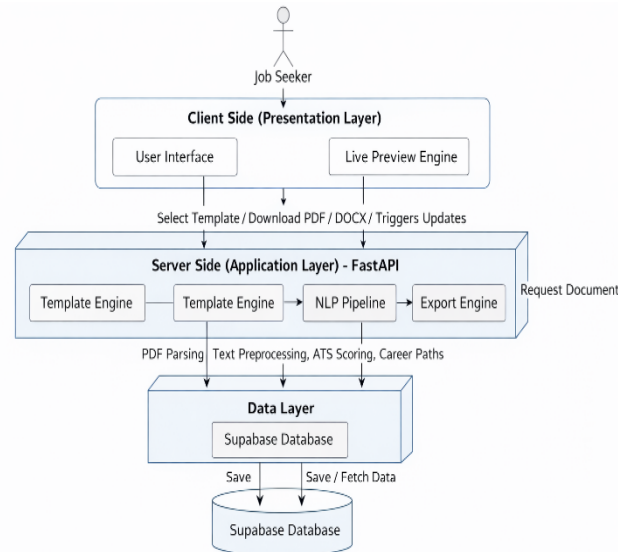 Job Seeker
Client Side (Presentation Layer)
User Interface
Live Preview Engine
Select Template / Download PDF / DOCX / Triggers Updates
Server Side (Application Layer) - FastAPI
Request Document
Template Engine
Template Engine
NLP Pipeline
Export Engine
PDF Parsing
Text Preprocessing, ATS Scoring, Career Paths
Data Layer
Supabase Database
Save
Save / Fetch Data
Supabase Database